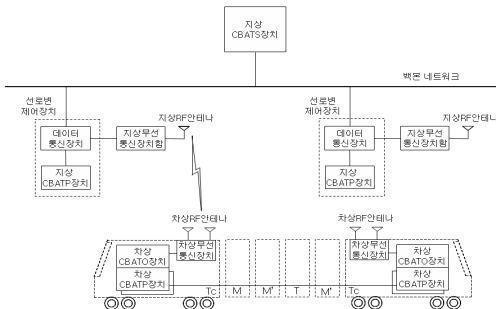 지상
CBATS장치
백본 네트워크
선로변
제어장치
지상RF안테나
데이터
통신장치
지상무선
통신장치함
지상
CBATP장치
선로변
제어장치
지상RF안테나
데이터
통신장치
지상무선
통신장치함
지상
CBATP장치
차상RF안테나
차상무선
통신장치
차상
CBATO장치
차상
CBATP장치
차상RF안테나
차상무선
통신장치
차상
CBATO장치
차상
CBATP장치
Tc M M' T M' Tc